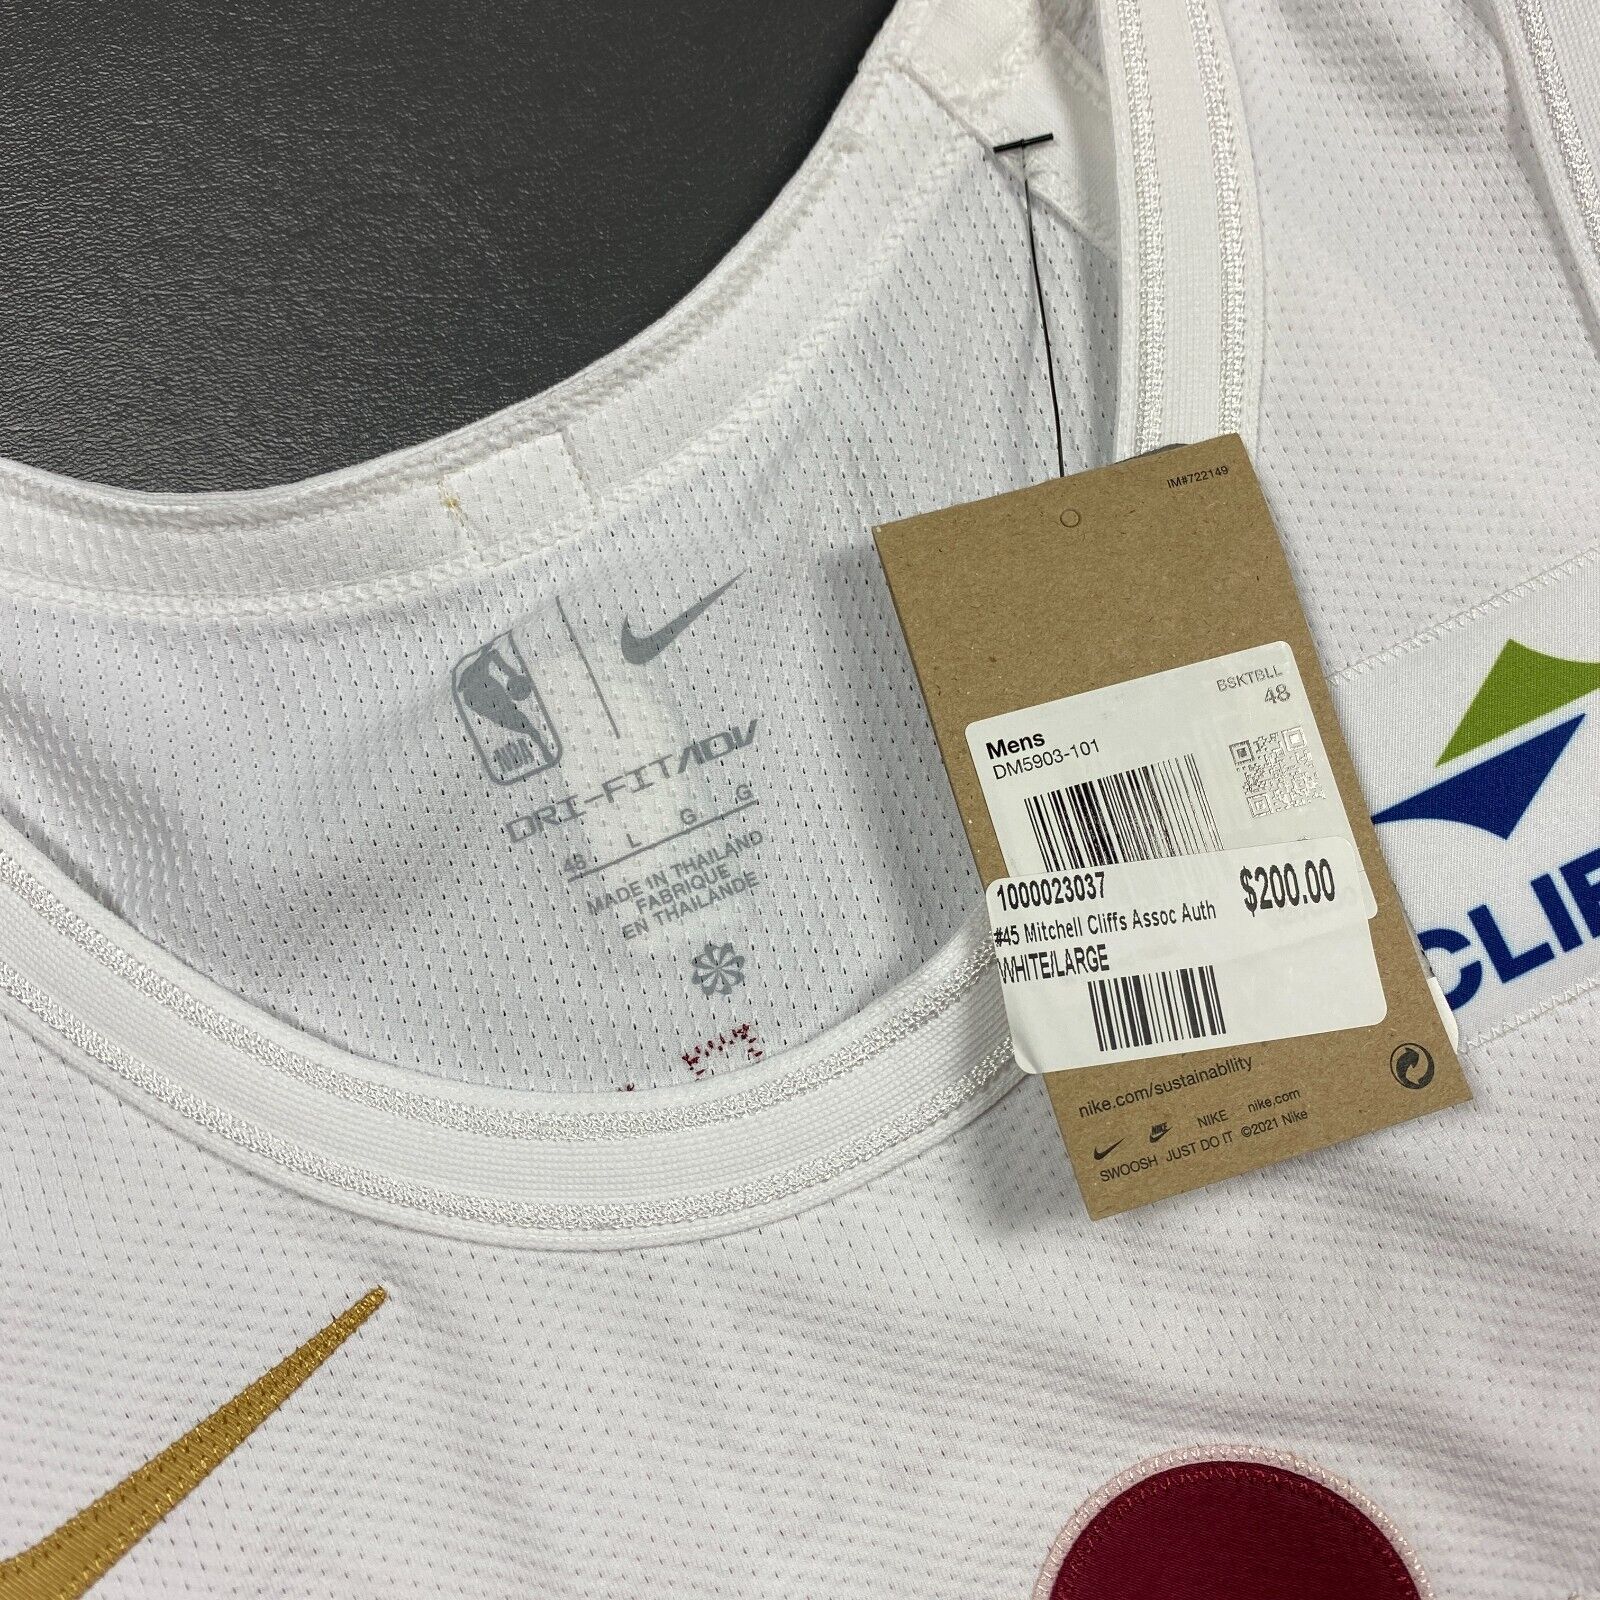 NBA
DRI-FIT ADV
48 L G G
MADE IN THAILAND
FABRIQUE
EN THAILANDE
IM#722149
BSKTBLL
48
Mens
DM5903-101
1000023037
$200.00
#45 Mitchell Cliffs Assoc Auth
WHITE/LARGE
nike.com/sustainability
NIKE NIKE nike.com
SWOOSH JUST DO IT ©2021 Nike
CLIF